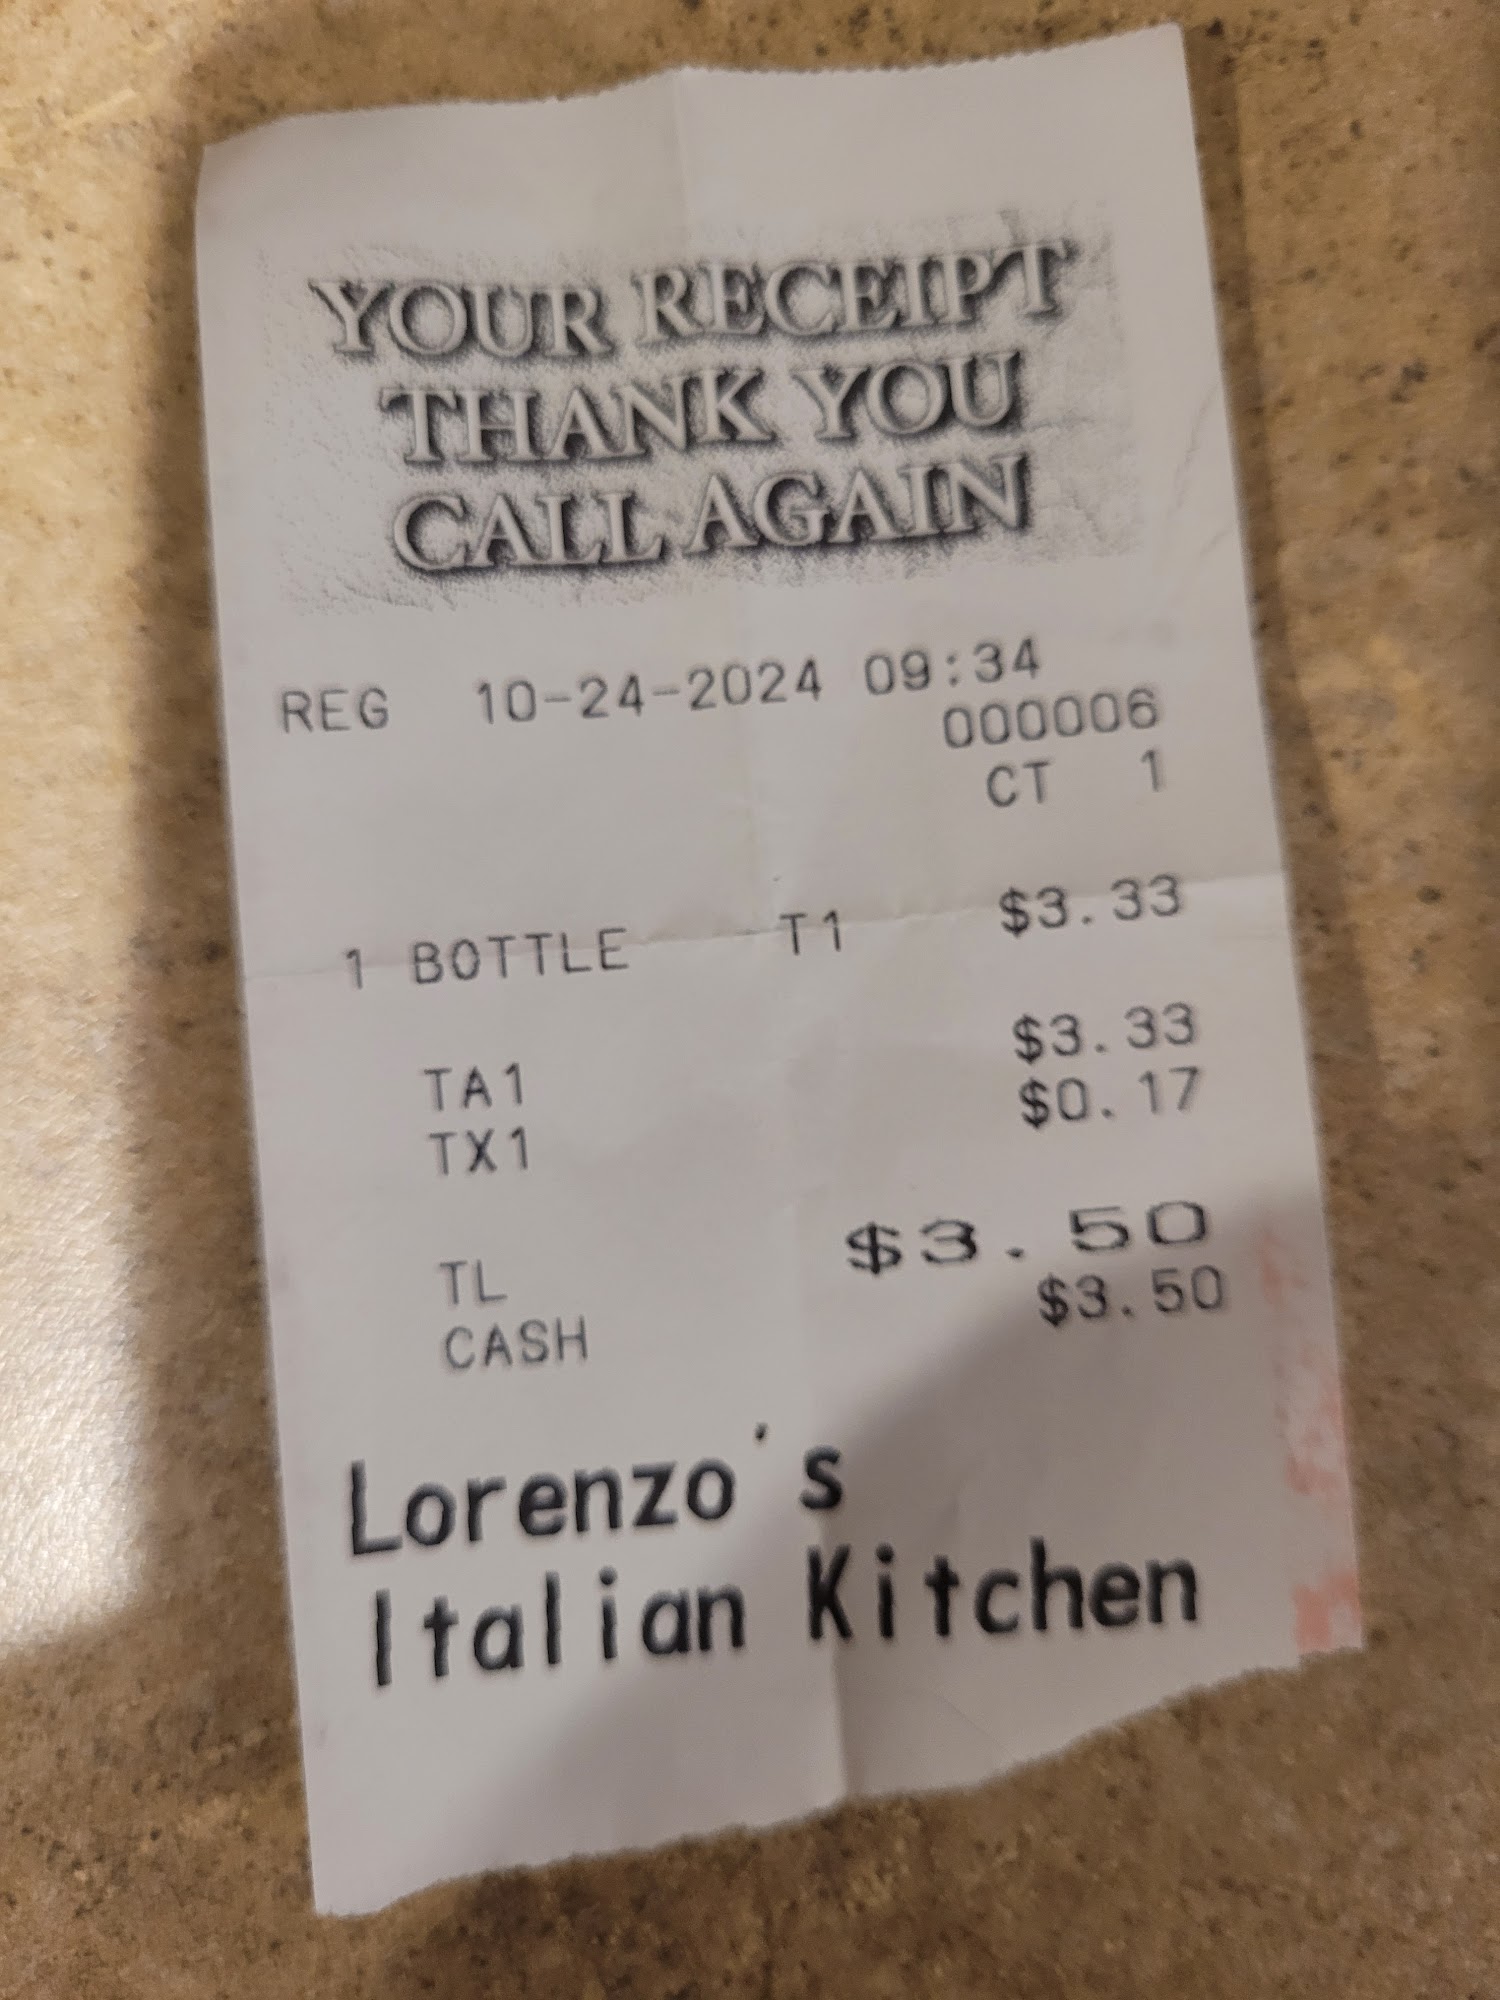 YOUR RECEIPT
THANK YOU
CALL AGAIN
REG 10-24-2024 09:34
000006
CT 1
1 BOTTLE T1 $3.33
TA1 $3.33
TX1 $0.17
TL $3.50
CASH $3.50
Lorenzo's
Italian Kitchen